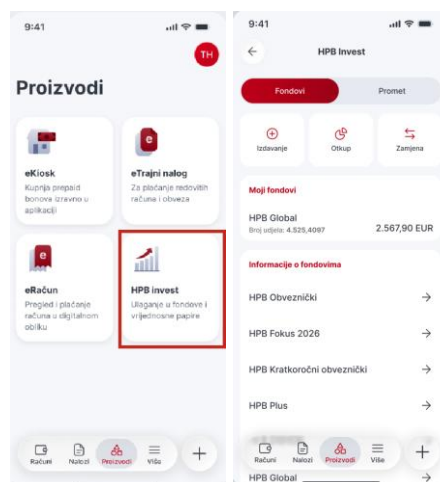 9:41
TH
Proizvodi
eKiosk
Kupnja prepaid
bonova izravno u
aplikaciji
e
eTrajni nalog
Za plaćanje redovitih
računa i obveza
e
eRačun
Pregled i plaćanje
računa u digitalnom
obliku
HPB invest
Ulaganje u fondove i
vrijednosne papire
Računi
Nalozi
Proizvodi
Više
9:41
HPB Invest
Fondovi
Promet
Izdavanje
Otkup
Zamjena
Moji fondovi
HPB Global
Broj udjela: 4.525,4097
2.567,90 EUR
Informacije o fondovima
HPB Obveznički
HPB Fokus 2026
HPB Kratkoročni obveznički
HPB Plus
Računi
Nalozi
Proizvodi
Više
HPB Global